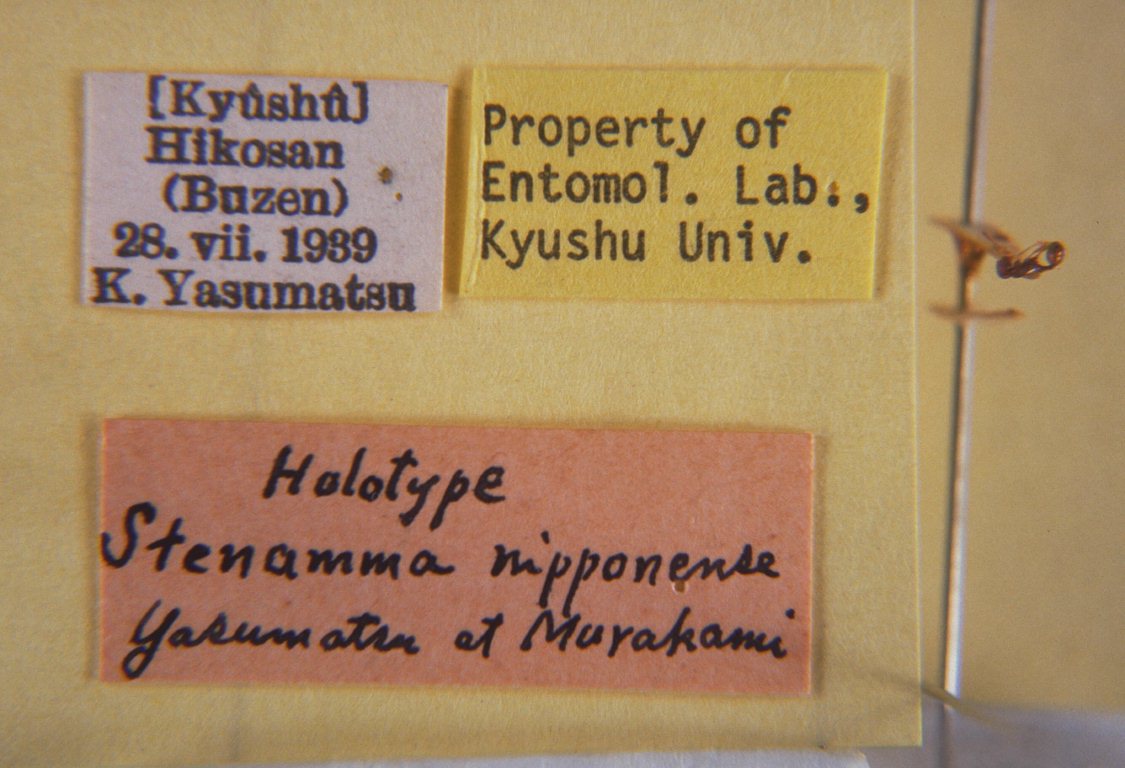 [Kyûshû]
Hikosan
(Buzen)
28. vii. 1939
K. Yasumatsu
Property of
Entomol. Lab.,
Kyushu Univ.
Holotype
Stenamma nipponense
Yasumatsu et Murakami